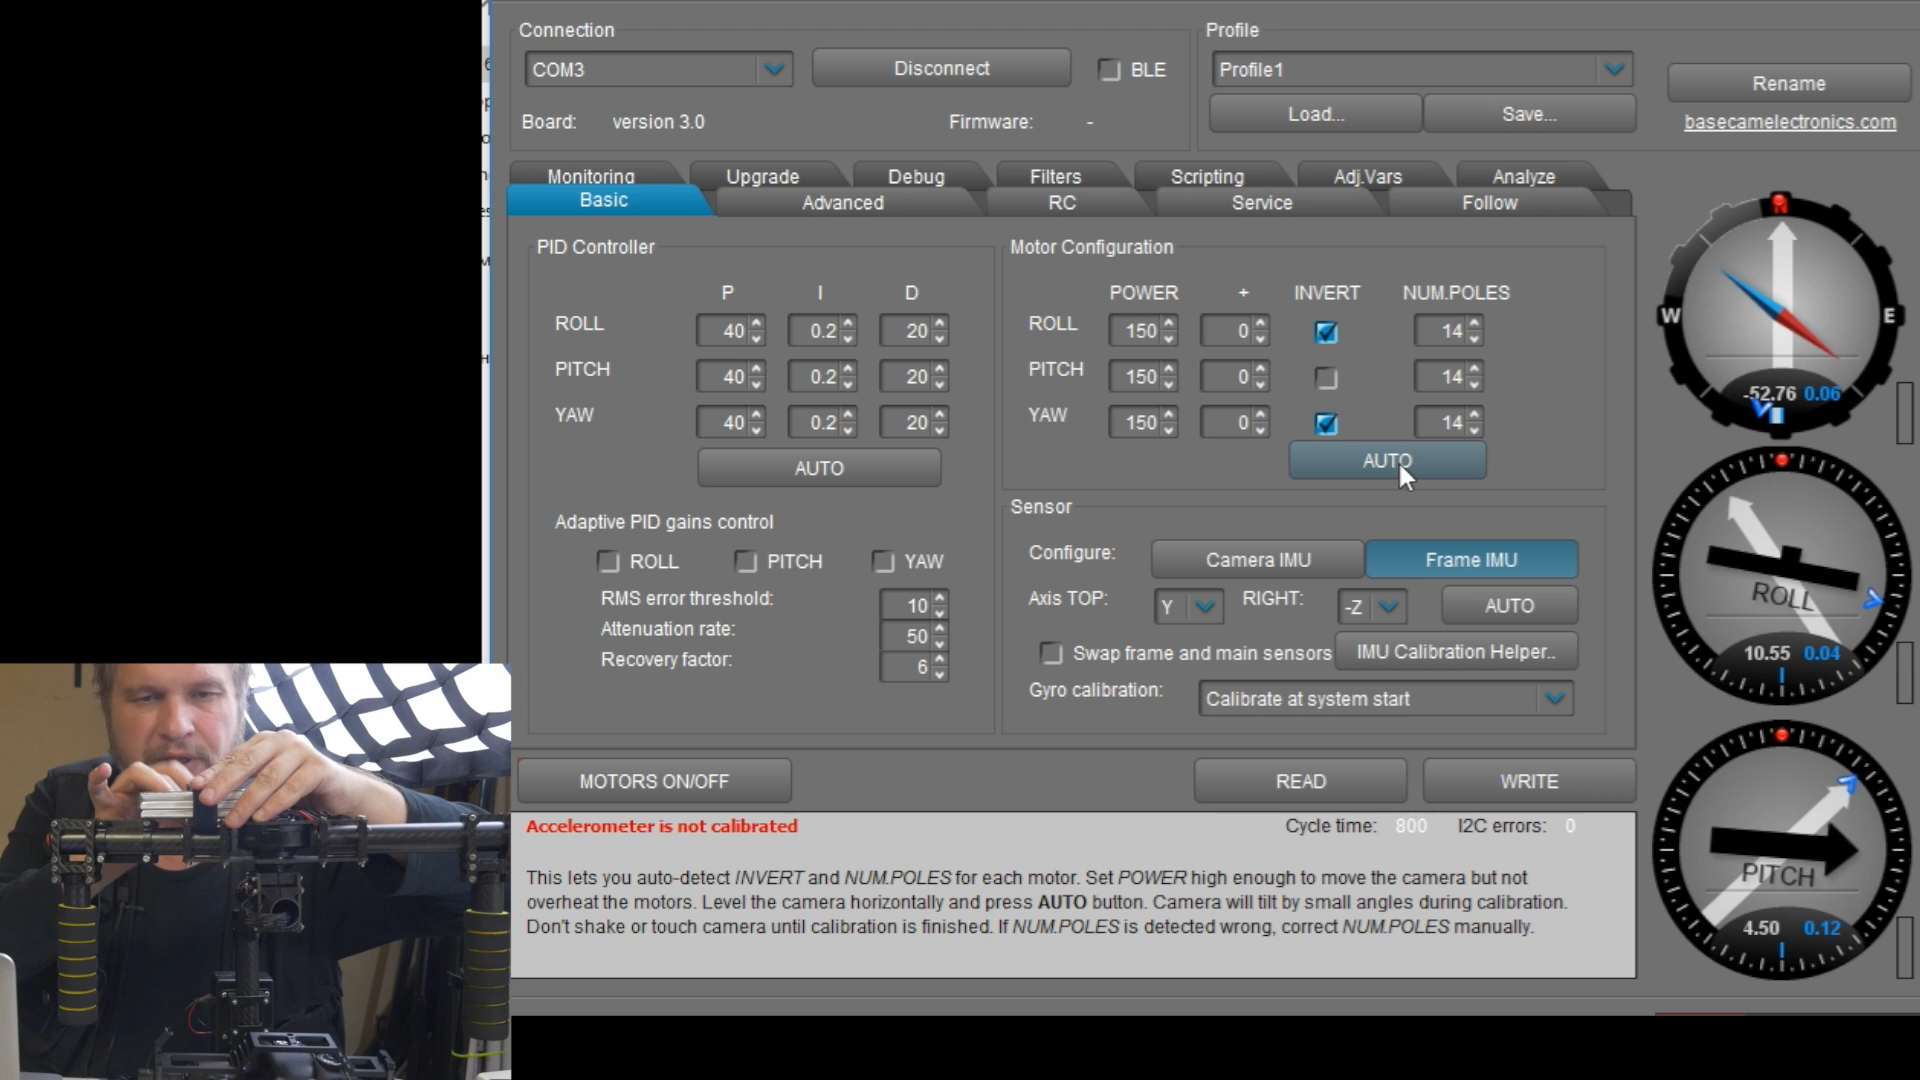 Connection
COM3
Disconnect
BLE
Board: version 3.0 Firmware: -
Profile
Profile1
Load...
Save...
Rename
basecamelectronics.com
Monitoring Upgrade Debug Filters Scripting Adj.Vars Analyze
Basic Advanced RC Service Follow
PID Controller
P I D
ROLL 40 0.2 20
PITCH 40 0.2 20
YAW 40 0.2 20
AUTO
Adaptive PID gains control
ROLL PITCH YAW
RMS error threshold: 10
Attenuation rate: 50
Recovery factor: 6
Motor Configuration
POWER + INVERT NUM.POLES
ROLL 150 0 14
PITCH 150 0 14
YAW 150 0 14
AUTO
Sensor
Configure: Camera IMU Frame IMU
Axis TOP: Y RIGHT: -Z AUTO
Swap frame and main sensors IMU Calibration Helper..
Gyro calibration: Calibrate at system start
MOTORS ON/OFF
READ
WRITE
Accelerometer is not calibrated
Cycle time: 800 I2C errors: 0
This lets you auto-detect INVERT and NUM.POLES for each motor. Set POWER high enough to move the camera but not
overheat the motors. Level the camera horizontally and press AUTO button. Camera will tilt by small angles during calibration.
Don't shake or touch camera until calibration is finished. If NUM.POLES is detected wrong, correct NUM.POLES manually.
W
E
-52.76 0.06
ROLL
10.55 0.04
PITCH
4.50 0.12